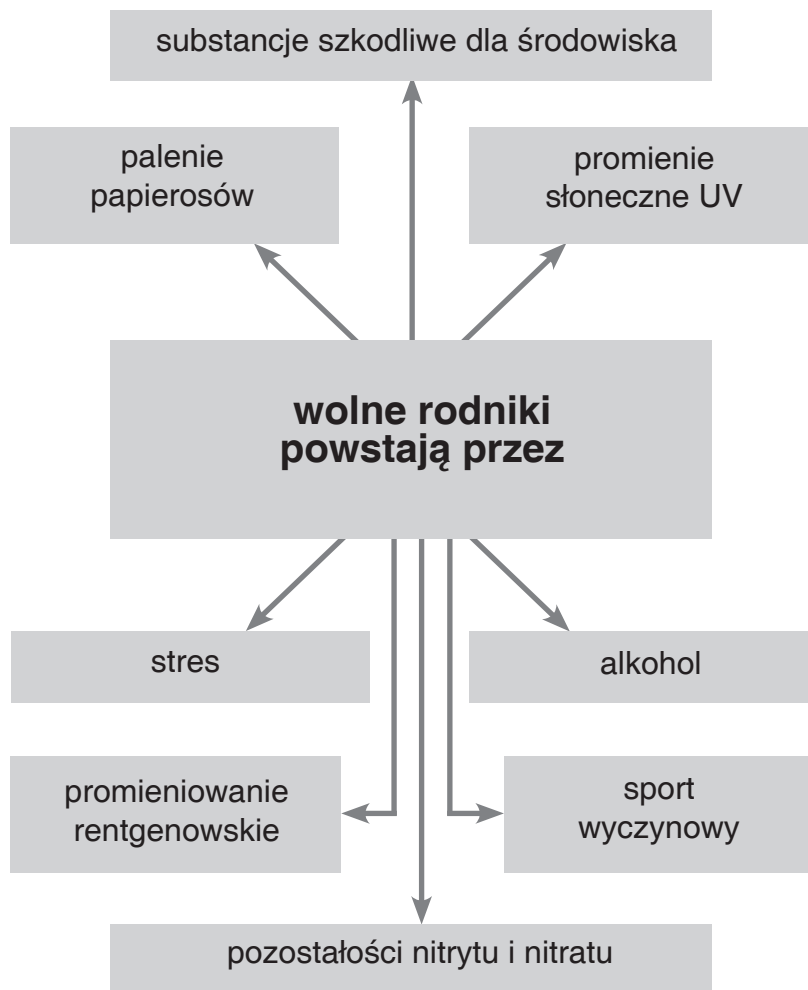 substancje szkodliwe dla środowiska
palenie
papierosów
promienie
słoneczne UV
wolne rodniki
powstają przez
stres
alkohol
promieniowanie
rentgenowskie
sport
wyczynowy
pozostałości nitrytu i nitratu